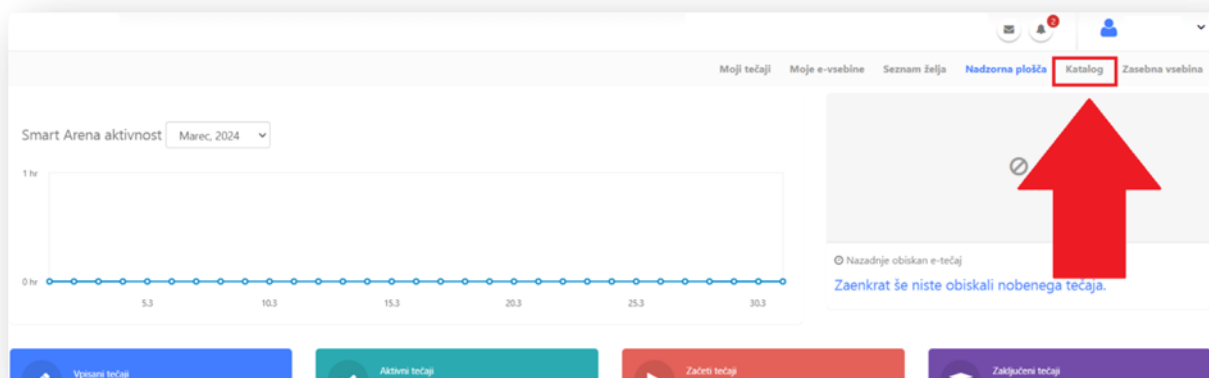 2
Moji tečaji Moje e-vsebine Seznam želja Nadzorna plošča Katalog Zasebna vsebina
Smart Arena aktivnost Marec, 2024
1 hr
0 hr
5.3 10.3 15.3 20.3 25.3 30.3
Nazadnje obiskan e-tečaj
Zaenkrat še niste obiskali nobenega tečaja.
Vpisani tečaji Aktivni tečaji Začeti tečaji Zaključeni tečaji